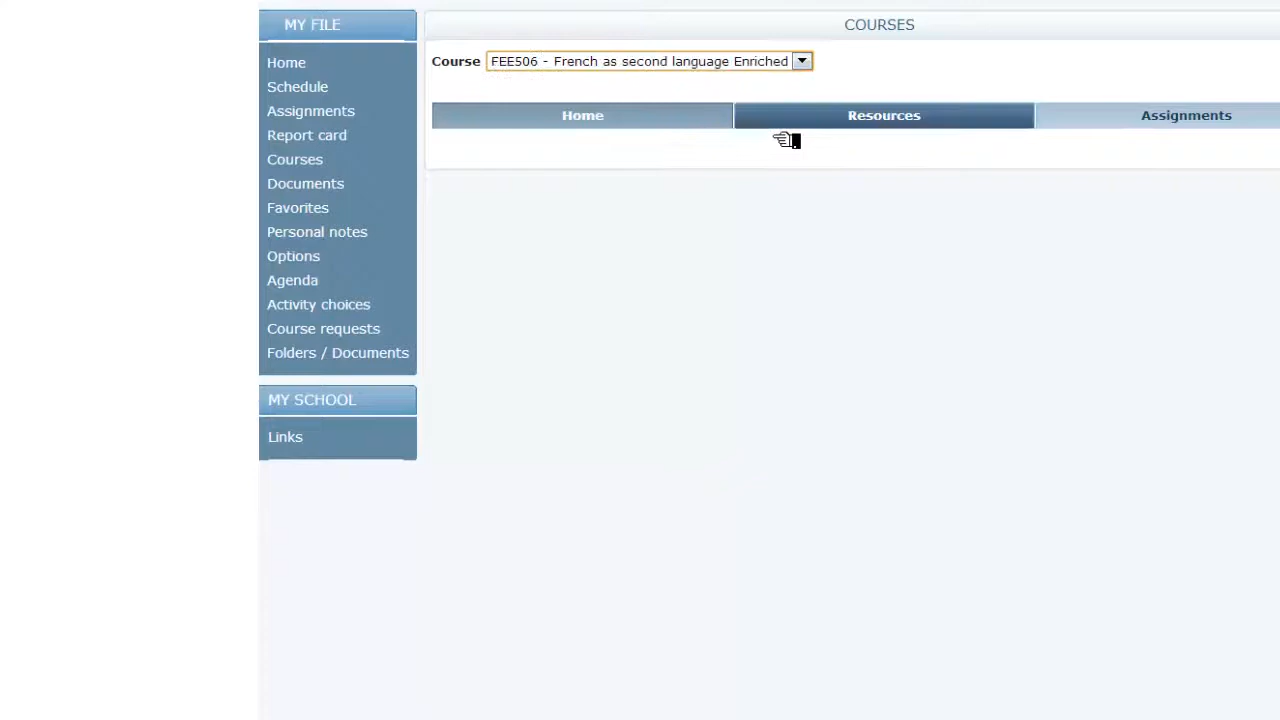 MY FILE
Home
Schedule
Assignments
Report card
Courses
Documents
Favorites
Personal notes
Options
Agenda
Activity choices
Course requests
Folders / Documents
MY SCHOOL
Links
COURSES
Course FEE506 - French as second language Enriched
Home Resources Assignments